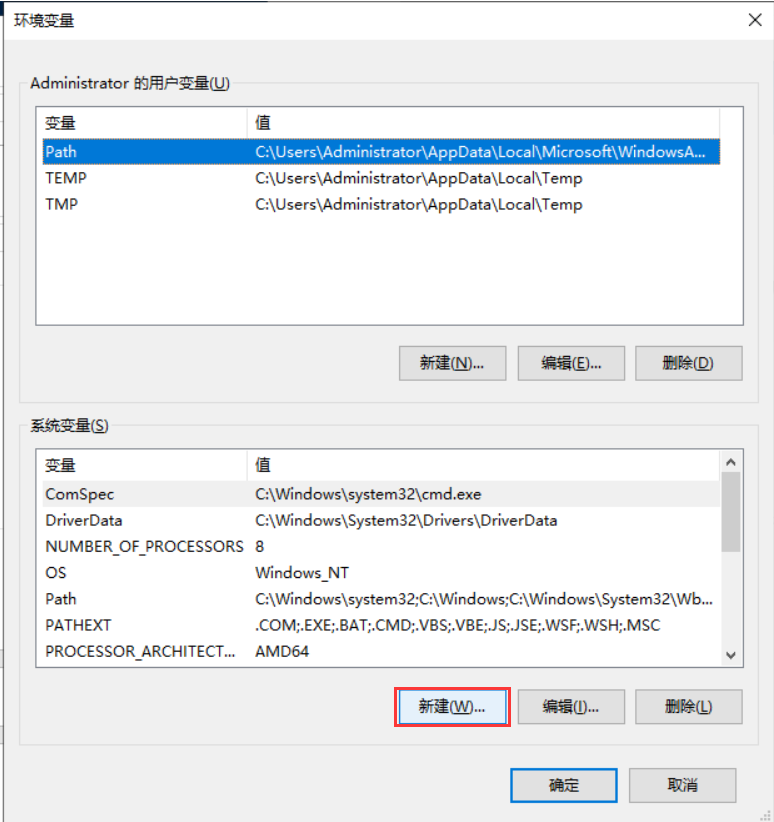 环境变量
Administrator 的用户变量(U)
变量 值
Path C:\Users\Administrator\AppData\Local\Microsoft\WindowsA...
TEMP C:\Users\Administrator\AppData\Local\Temp
TMP C:\Users\Administrator\AppData\Local\Temp
新建(N)... 编辑(E)... 删除(D)
系统变量(S)
变量 值
ComSpec C:\Windows\system32\cmd.exe
DriverData C:\Windows\System32\Drivers\DriverData
NUMBER_OF_PROCESSORS 8
OS Windows_NT
Path C:\Windows\system32;C:\Windows;C:\Windows\System32\Wb...
PATHEXT .COM;.EXE;.BAT;.CMD;.VBS;.VBE;.JS;.JSE;.WSF;.WSH;.MSC
PROCESSOR_ARCHITECT... AMD64
新建(W)... 编辑(I)... 删除(L)
确定 取消